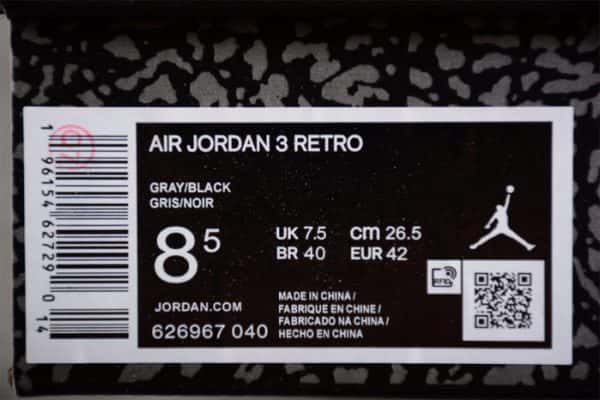 AIR JORDAN 3 RETRO
GRAY/BLACK
GRIS/NOIR
8⁵
UK 7.5 cm 26.5
BR 40 EUR 42
JORDAN.COM
626967 040
MADE IN CHINA /
FABRIQUE EN CHINE /
FABRICADO NA CHINA /
HECHO EN CHINA
RFID
1 96154 62729 0 14